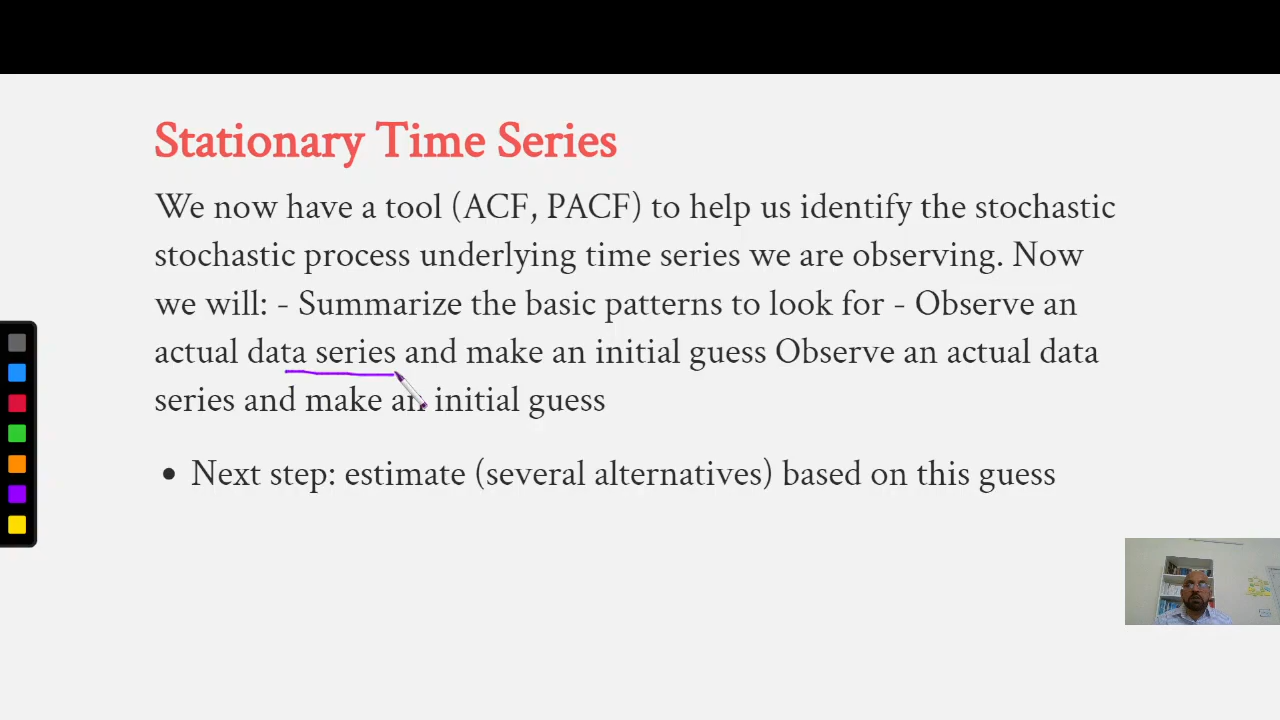 Stationary Time Series
We now have a tool (ACF, PACF) to help us identify the stochastic
stochastic process underlying time series we are observing. Now
we will: - Summarize the basic patterns to look for - Observe an
actual data series and make an initial guess Observe an actual data
series and make an initial guess
• Next step: estimate (several alternatives) based on this guess